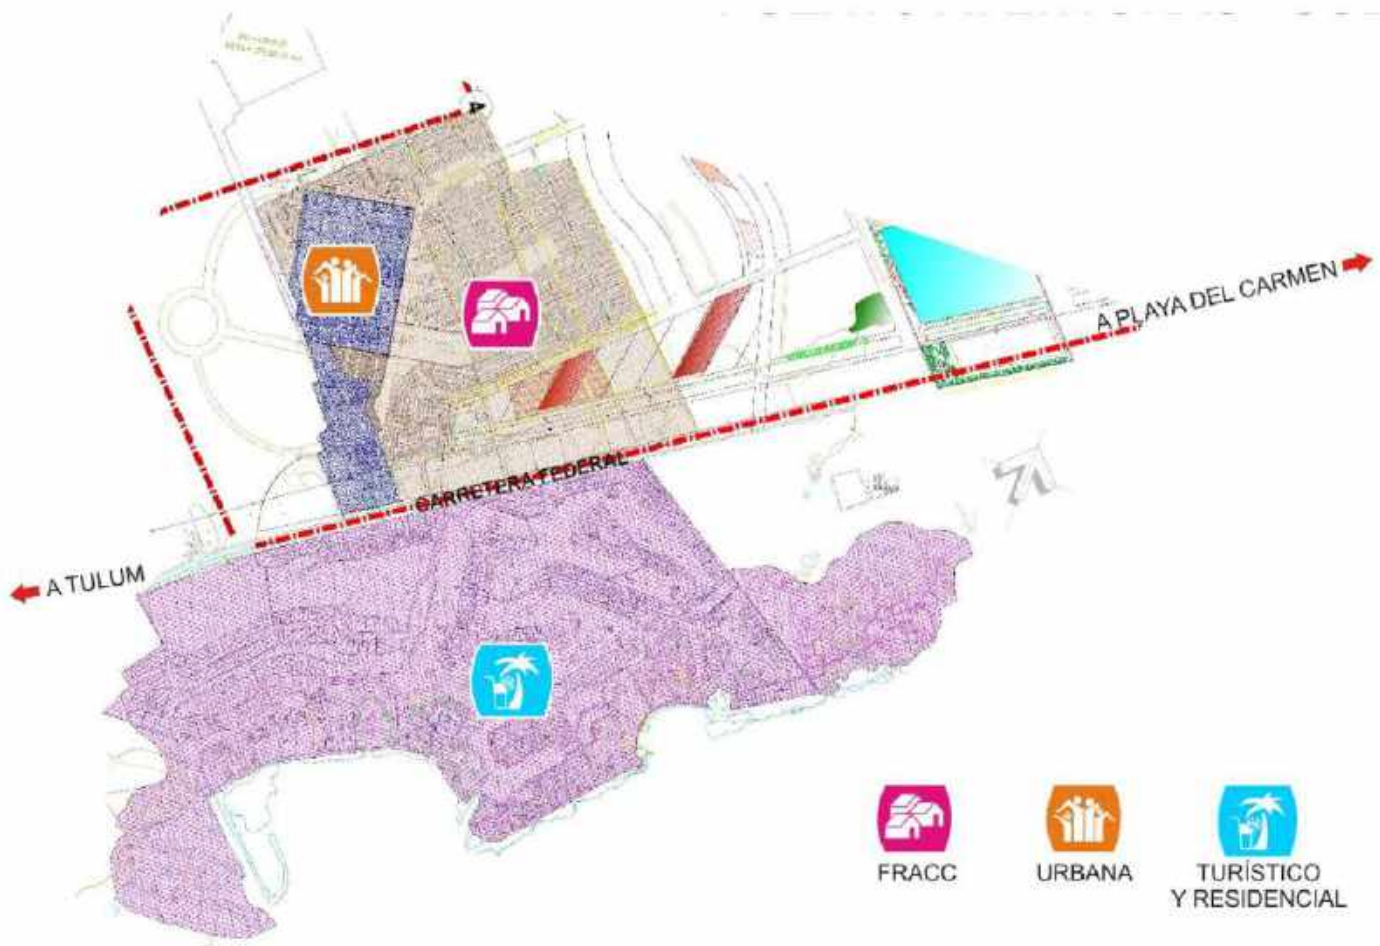 A PLAYA DEL CARMEN
CARRETERA FEDERAL
A TULUM
FRACC
URBANA
TURÍSTICO
Y RESIDENCIAL